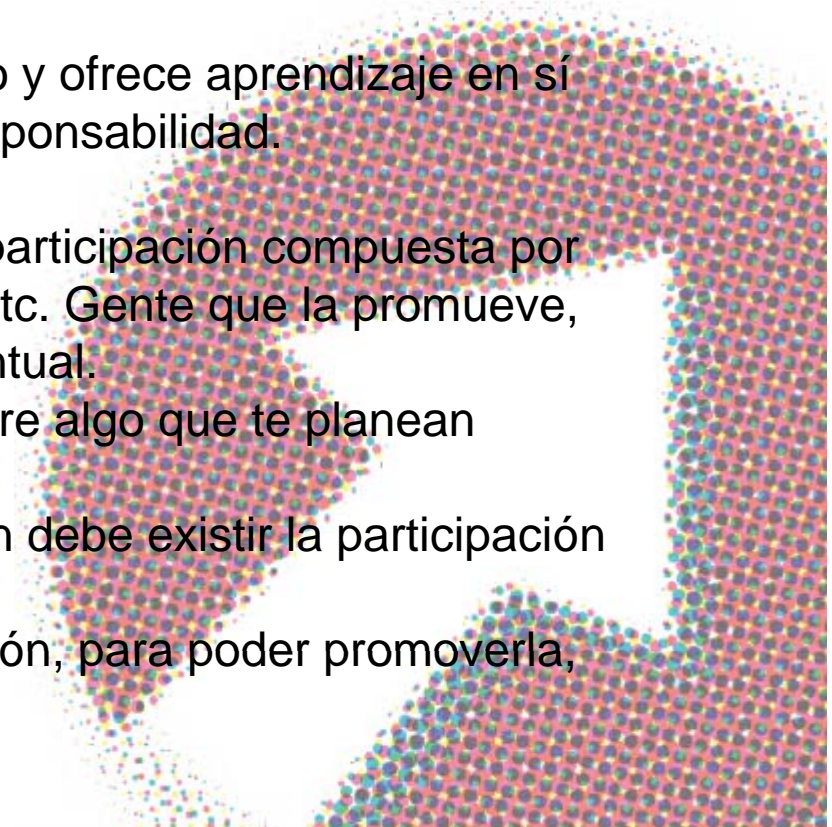 y ofrece aprendizaje en sí
ponsabilidad.
participación compuesta por
tc. Gente que la promueve,
ntual.
re algo que te planean
n debe existir la participación
ón, para poder promoverla,